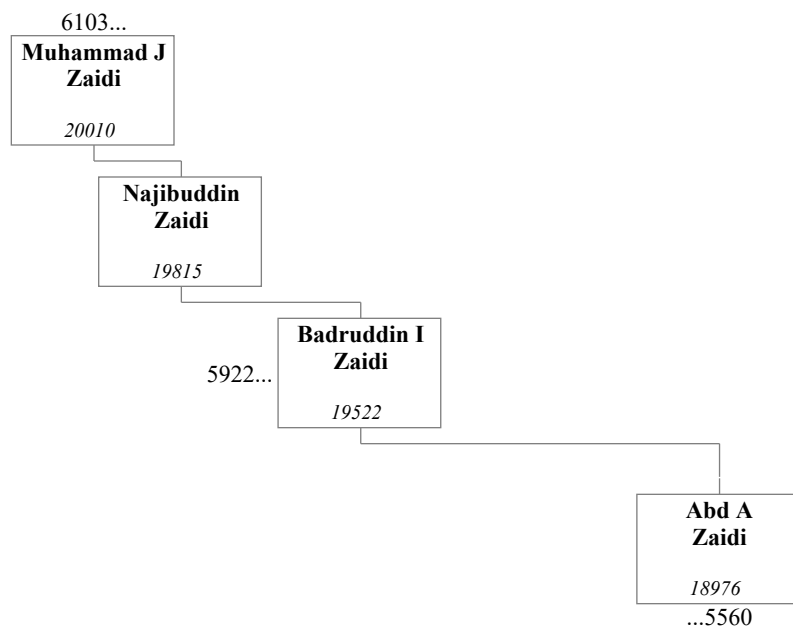 6103...
Muhammad J
Zaidi
20010
Najibuddin
Zaidi
19815
Badruddin I
Zaidi
5922...
19522
Abd A
Zaidi
18976
...5560